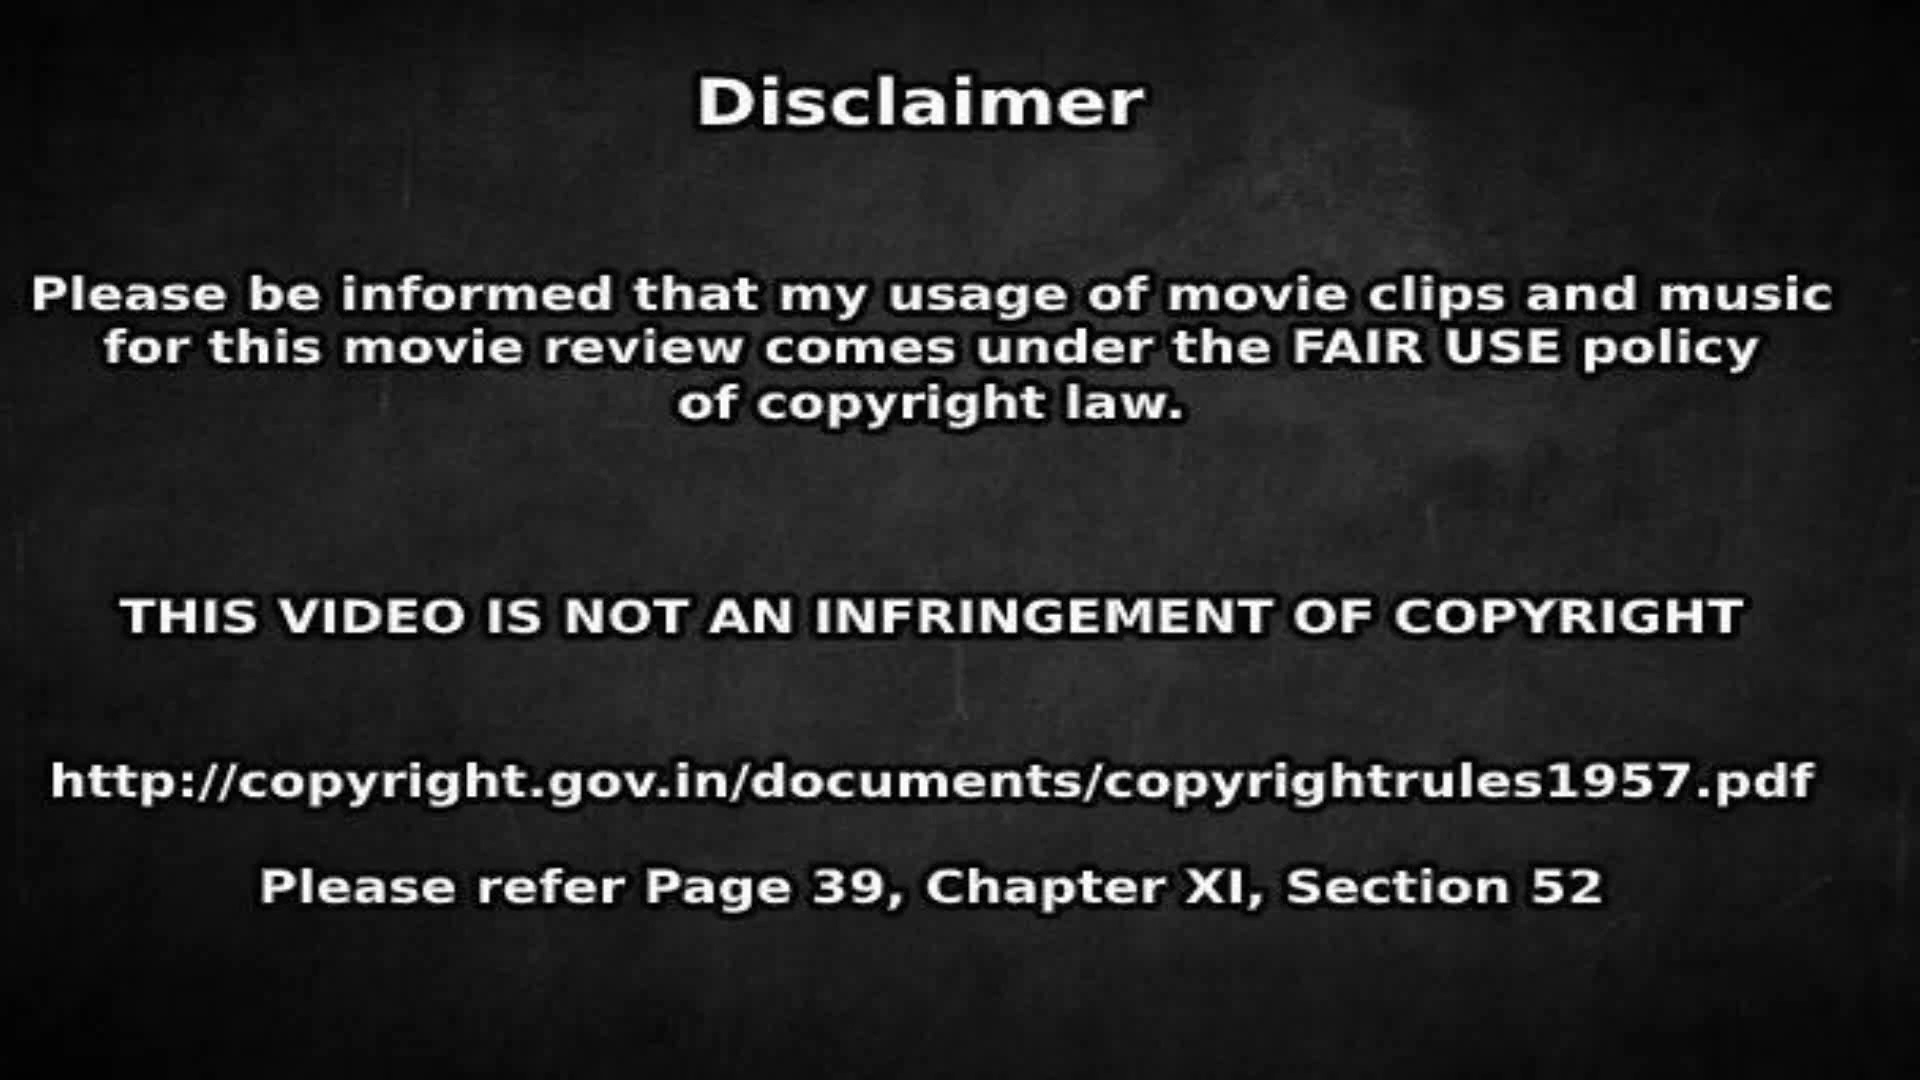 Disclaimer
Please be informed that my usage of movie clips and music
for this movie review comes under the FAIR USE policy
of copyright law.
THIS VIDEO IS NOT AN INFRINGEMENT OF COPYRIGHT
http://copyright.gov.in/documents/copyrightrules1957.pdf
Please refer Page 39, Chapter XI, Section 52